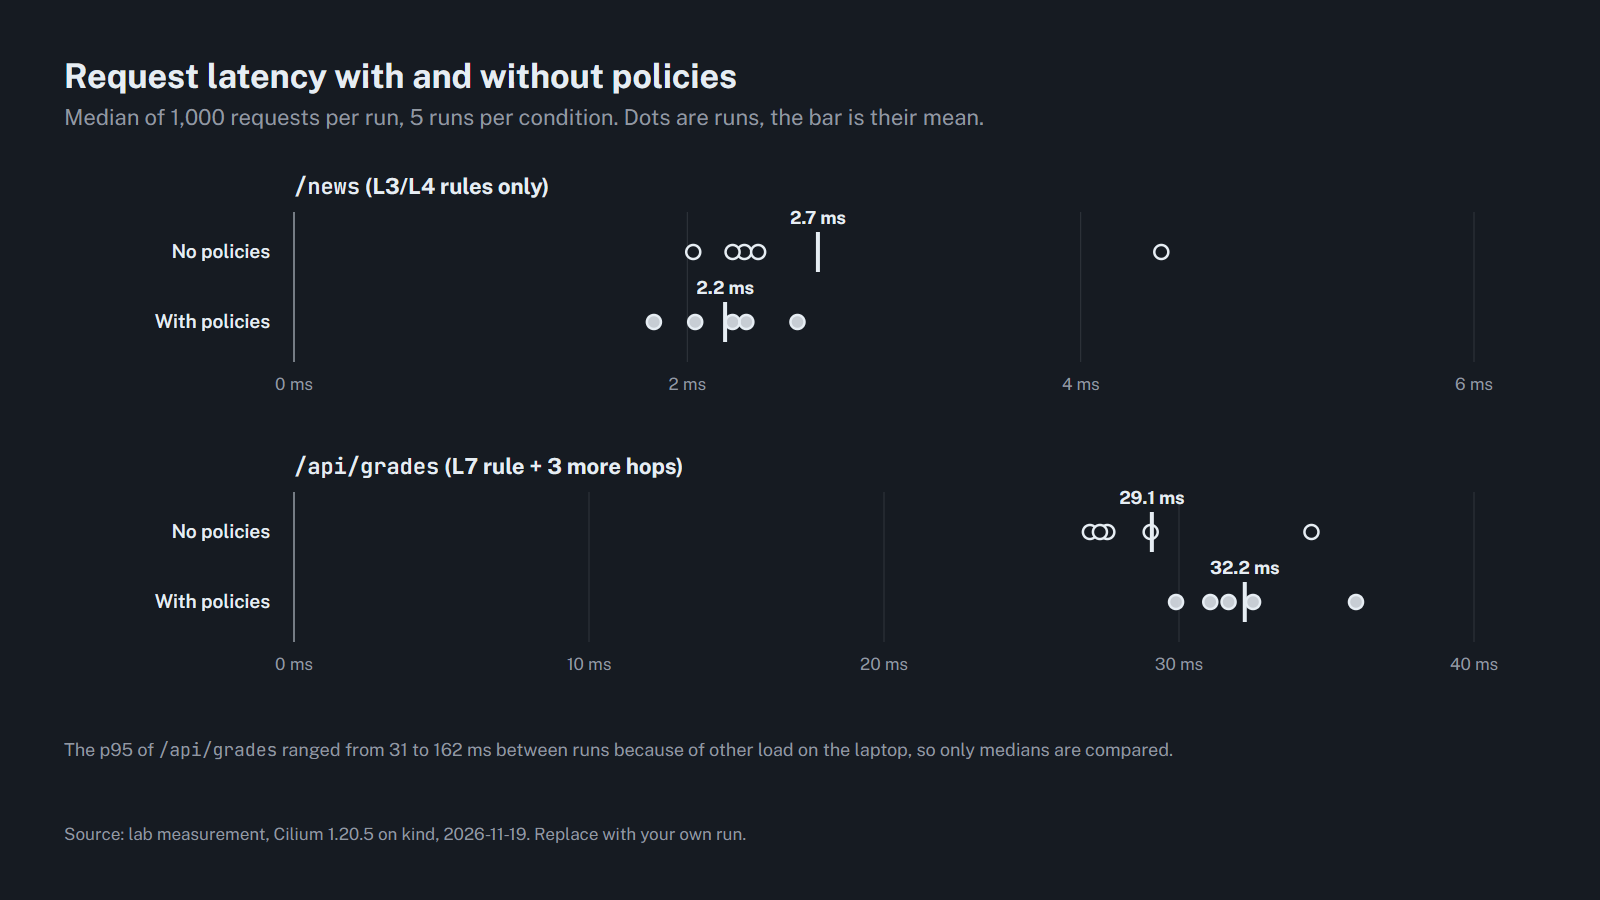 Request latency with and without policies
Median of 1,000 requests per run, 5 runs per condition. Dots are runs, the bar is their mean.
/news (L3/L4 rules only)
2.7 ms
No policies
2.2 ms
With policies
0 ms
2 ms
4 ms
6 ms
/api/grades (L7 rule + 3 more hops)
29.1 ms
No policies
32.2 ms
With policies
0 ms
10 ms
20 ms
30 ms
40 ms
The p95 of /api/grades ranged from 31 to 162 ms between runs because of other load on the laptop, so only medians are compared.
Source: lab measurement, Cilium 1.20.5 on kind, 2026-11-19. Replace with your own run.